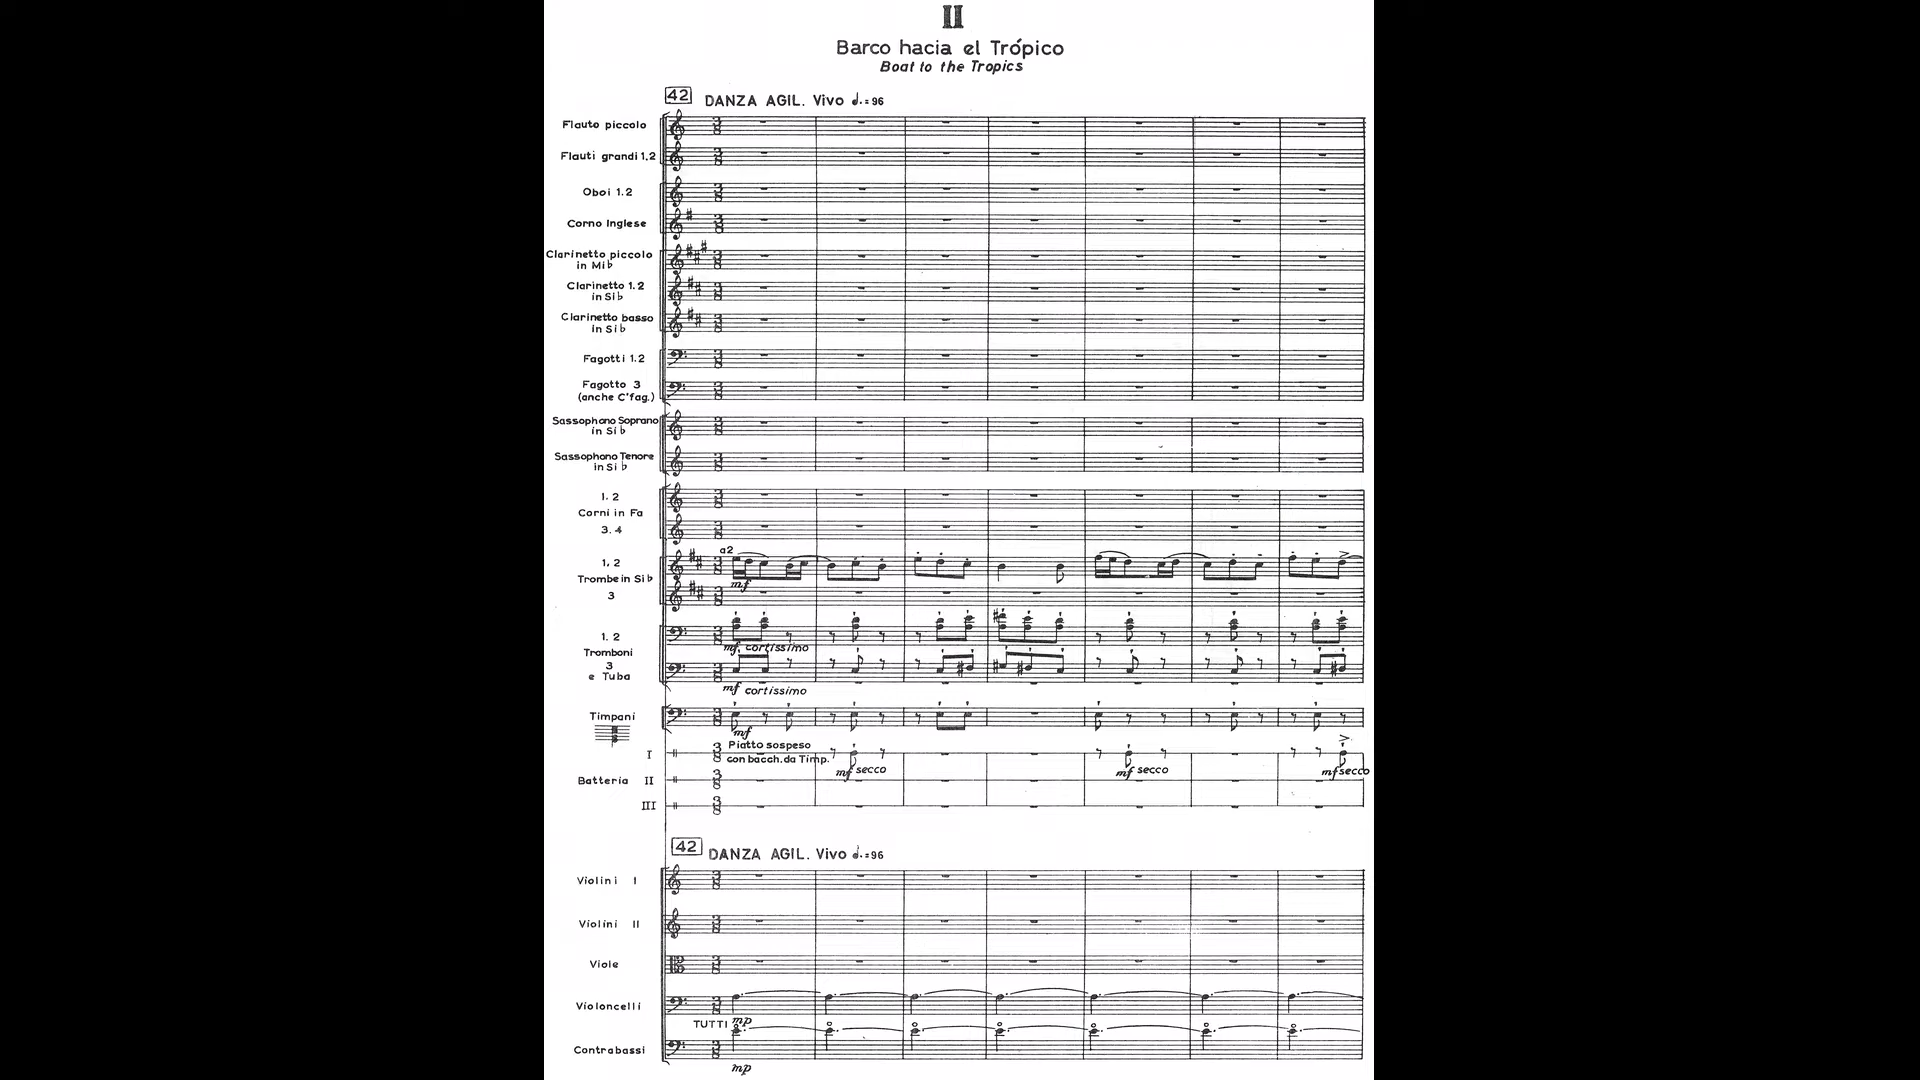 II
Barco hacia el Trópico
Boat to the Tropics
42 DANZA AGIL. Vivo 𝅗𝅥. = 96
Flauto piccolo
Flauti grandi 1.2
Oboi 1.2
Corno Inglese
Clarinetto piccolo
in Mi♭
Clarinetto 1.2
in Si♭
Clarinetto basso
in Si♭
Fagotti 1.2
Fagotto 3
(anche C'fag.)
Sassophono Soprano
in Si♭
Sassophono Tenore
in Si♭
1. 2
Corni in Fa
3. 4
a2
1. 2
Trombe in Si♭
mf
3
1. 2
mf, cortissimo
Tromboni
3
e Tuba
mf cortissimo
Timpani
mf
Piatto sospeso
I
con bacch. da Timp.
mf secco
mf secco
mf secco
Batteria II
III
42 DANZA AGIL. Vivo 𝅗𝅥. = 96
Violini I
Violini II
Viole
Violoncelli
TUTTI mp
Contrabassi
mp